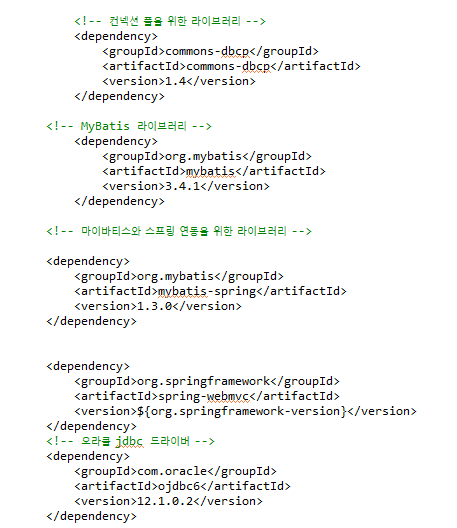 <!-- 컨넥션 풀을 위한 라이브러리 -->
<dependency>
<groupId>commons-dbcp</groupId>
<artifactId>commons-dbcp</artifactId>
<version>1.4</version>
</dependency>
<!-- MyBatis 라이브러리 -->
<dependency>
<groupId>org.mybatis</groupId>
<artifactId>mybatis</artifactId>
<version>3.4.1</version>
</dependency>
<!-- 마이바티스와 스프링 연동을 위한 라이브러리 -->
<dependency>
<groupId>org.mybatis</groupId>
<artifactId>mybatis-spring</artifactId>
<version>1.3.0</version>
</dependency>
<dependency>
<groupId>org.springframework</groupId>
<artifactId>spring-webmvc</artifactId>
<version>${org.springframework-version}</version>
</dependency>
<!-- 오라클 jdbc 드라이버 -->
<dependency>
<groupId>com.oracle</groupId>
<artifactId>ojdbc6</artifactId>
<version>12.1.0.2</version>
</dependency>